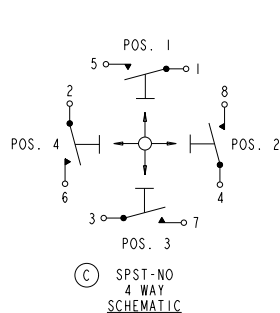 POS. 1
5
1
2
8
POS. 4
POS. 2
6
4
3
7
POS. 3
C SPST-NO
4 WAY
SCHEMATIC